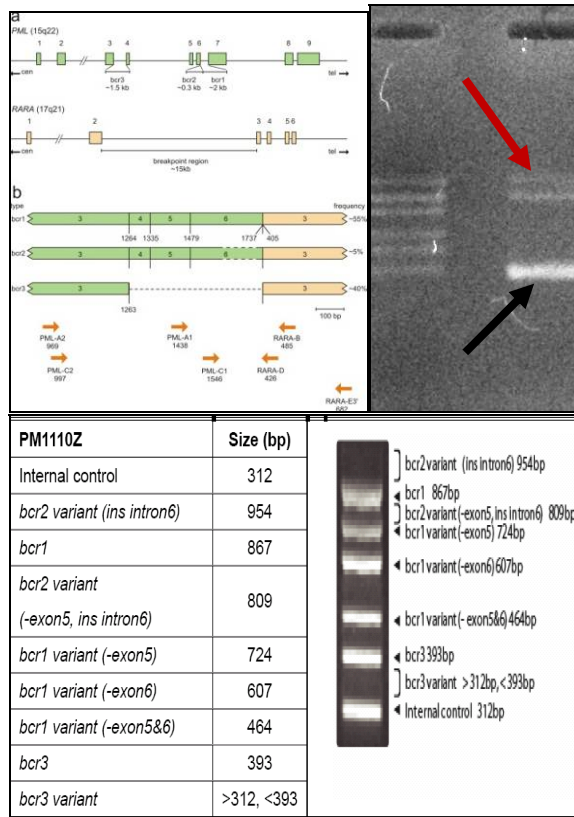 a
PML (15q22)
1 2 // 3 4 5 6 7 8 9
cen bcr3 bcr2 bcr1 tel
~1.5 kb ~0.3 kb ~2 kb
RARA (17q21)
1 // 2 3 4 5 6
cen breakpoint region tel
~15kb
b
type frequency
bcr1 3 4 5 6 3 ~55%
1264 1335 1479 1737 405
bcr2 3 4 5 6 3 ~5%
bcr3 3 3 ~40%
1263 100 bp
PML-A2 PML-A1 RARA-B
969 1438 485
PML-C2 PML-C1 RARA-D
997 1546 426
RARA-E3'
682
PM1110Z Size (bp)
Internal control 312
bcr2 variant (ins intron6) 954
bcr1 867
bcr2 variant
(-exon5, ins intron6) 809
bcr1 variant (-exon5) 724
bcr1 variant (-exon6) 607
bcr1 variant (-exon5&6) 464
bcr3 393
bcr3 variant >312, <393
bcr2 variant (ins intron6) 954bp
bcr1 867bp
bcr2 variant(-exon5,ins intron6) 809bp
bcr1 variant(-exon5) 724bp
bcr1 variant(-exon6)607bp
bcr1 variant(-exon5&6)464bp
bcr3 393bp
bcr3 variant >312bp,<393bp
Internal control 312bp